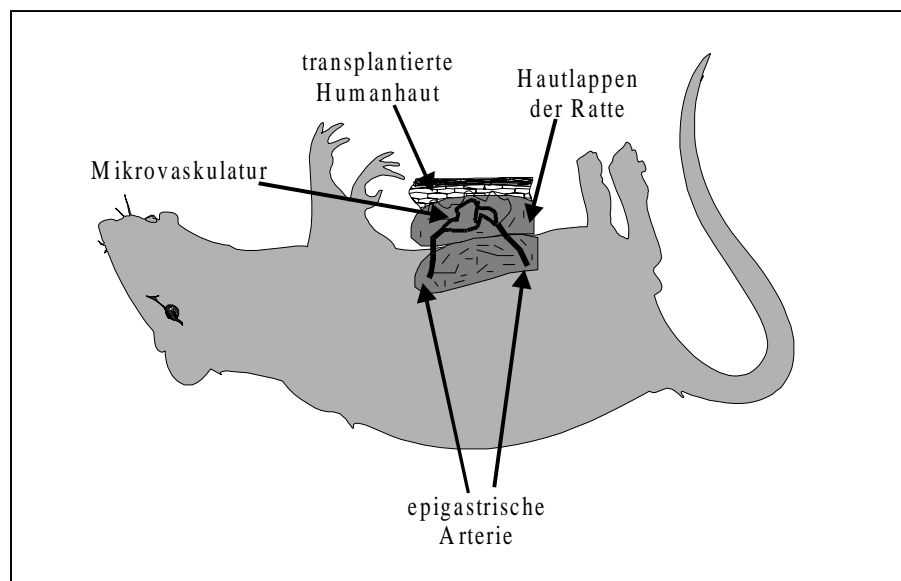 transplantierte
Humanhaut
Hautlappen
der Ratte
Mikrovaskulatur
epigastrische
Arterie